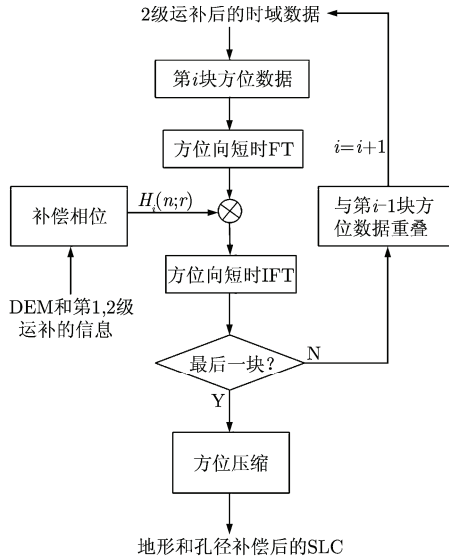 2级运补后的时域数据
第i块方位数据
方位向短时FT
i=i+1
补偿相位
H_i(n;r)
与第i–1块方
位数据重叠
方位向短时IFT
DEM和第1,2级
运补的信息
最后一块?
N
Y
方位压缩
地形和孔径补偿后的SLC